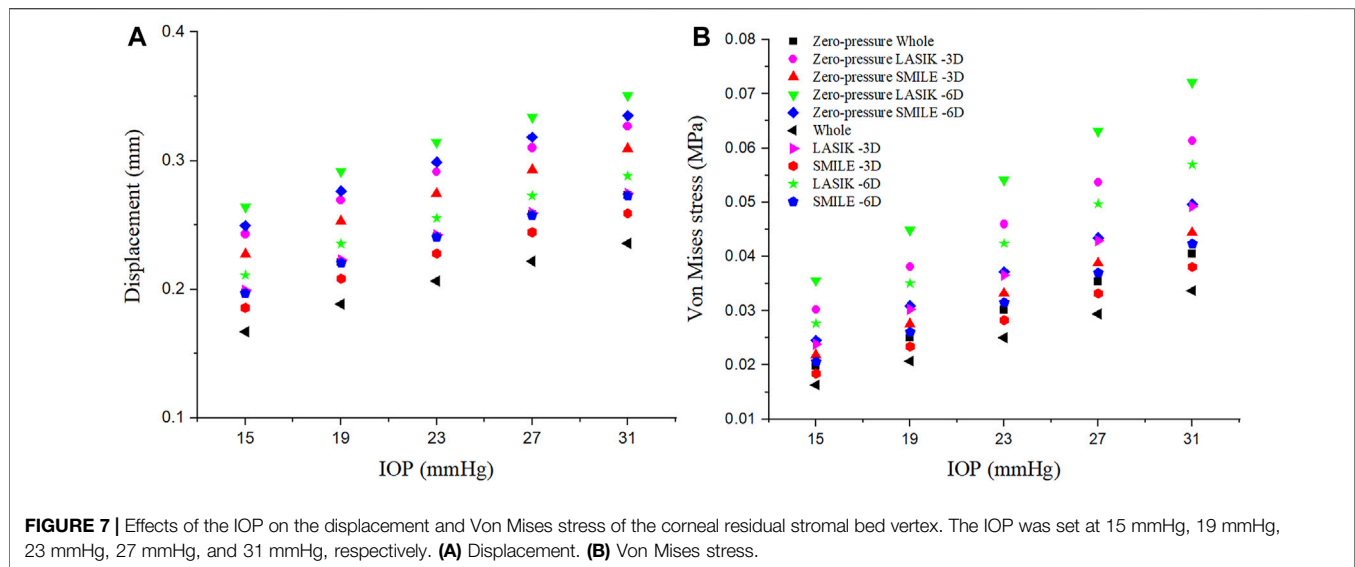 A
0.4
0.3
0.2
0.1
Displacement (mm)
15 19 23 27 31
IOP (mmHg)
B
0.08
0.07
0.06
0.05
0.04
0.03
0.02
0.01
Von Mises stress (MPa)
Zero-pressure Whole
Zero-pressure LASIK -3D
Zero-pressure SMILE -3D
Zero-pressure LASIK -6D
Zero-pressure SMILE -6D
Whole
LASIK -3D
SMILE -3D
LASIK -6D
SMILE -6D
15 19 23 27 31
IOP (mmHg)
FIGURE 7 | Effects of the IOP on the displacement and Von Mises stress of the corneal residual stromal bed vertex. The IOP was set at 15 mmHg, 19 mmHg,
23 mmHg, 27 mmHg, and 31 mmHg, respectively. (A) Displacement. (B) Von Mises stress.